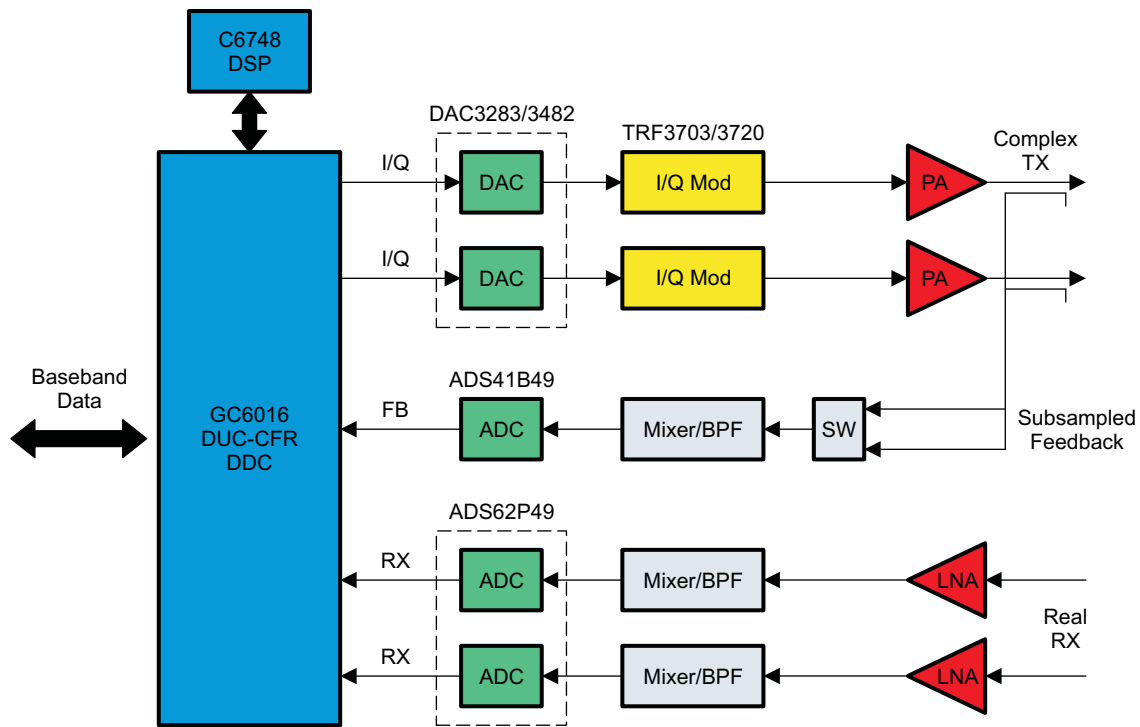 C6748
DSP
DAC3283/3482
TRF3703/3720
Complex
TX
I/Q
DAC
I/Q Mod
PA
I/Q
DAC
I/Q Mod
PA
Baseband
Data
GC6016
DUC-CFR
DDC
ADS41B49
FB
ADC
Mixer/BPF
SW
Subsampled
Feedback
ADS62P49
RX
ADC
Mixer/BPF
LNA
Real
RX
RX
ADC
Mixer/BPF
LNA